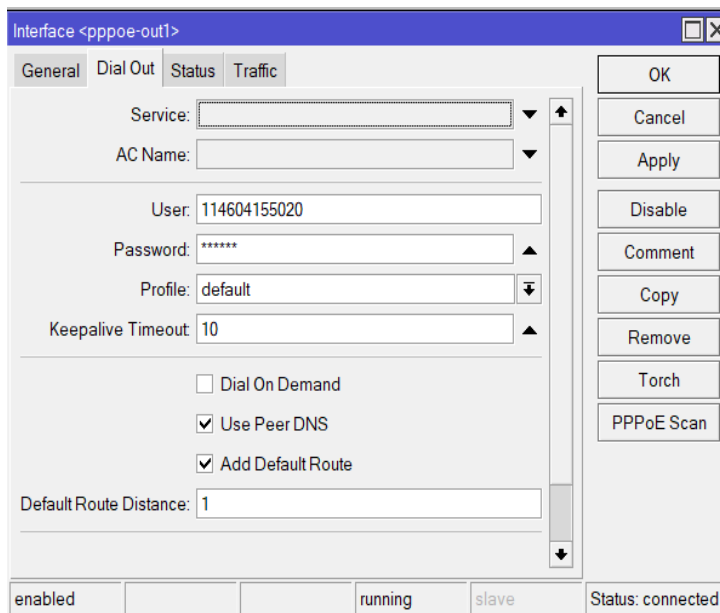 Interface <pppoe-out1>
General Dial Out Status Traffic
OK
Service:
Cancel
AC Name:
Apply
User: 114604155020
Disable
Password: ******
Comment
Profile: default
Copy
Keepalive Timeout: 10
Remove
Dial On Demand
Torch
Use Peer DNS
PPPoE Scan
Add Default Route
Default Route Distance: 1
enabled running slave Status: connected